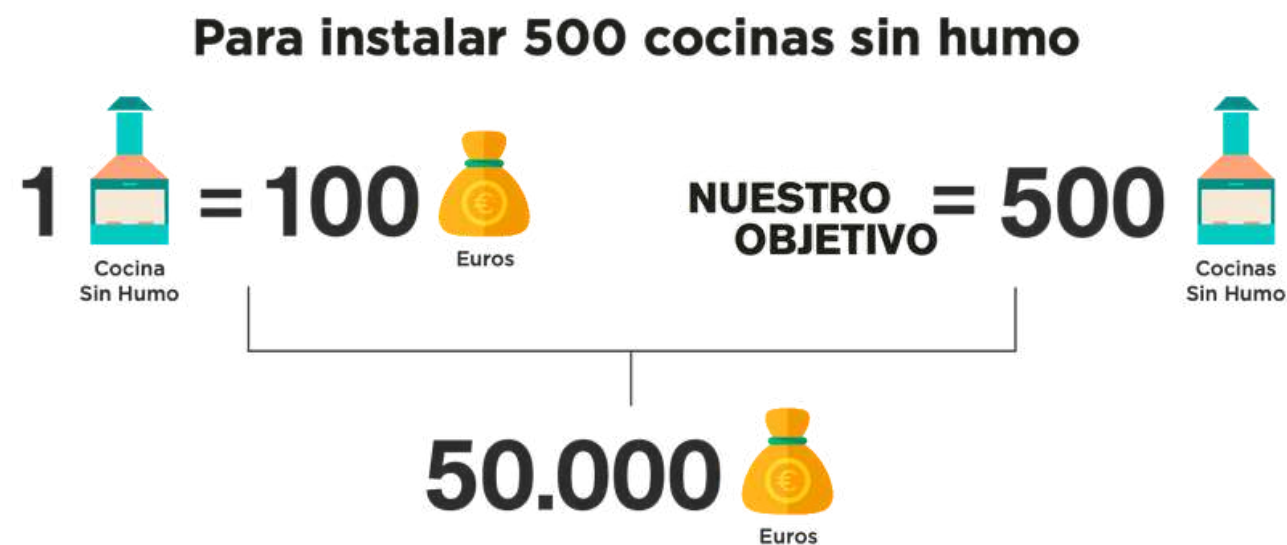 Para instalar 500 cocinas sin humo
1 = 100
Cocina
Sin Humo
€
Euros
NUESTRO
OBJETIVO
= 500
Cocinas
Sin Humo
50.000
€
Euros